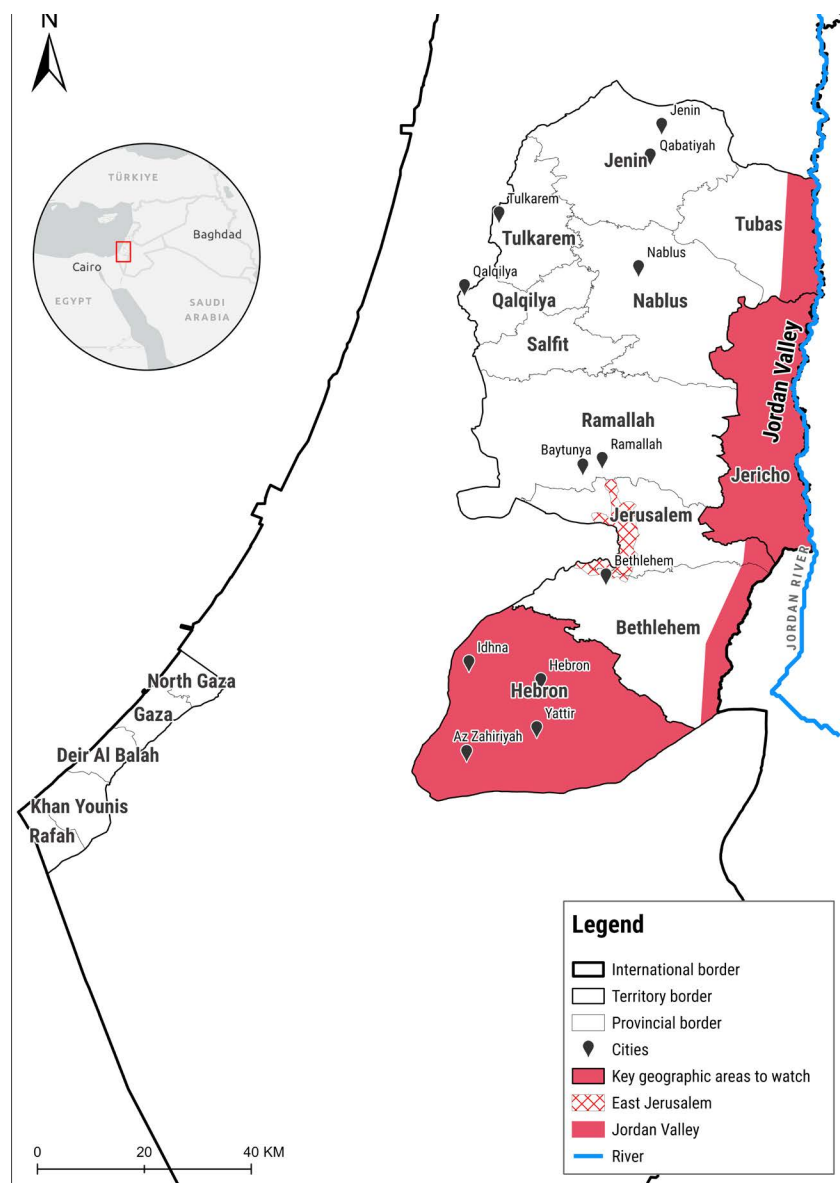 N
TÜRKIYE
Baghdad
Cairo
EGYPT
SAUDI
ARABIA
Jenin
Qabatiyah
Jenin
Tulkarem
Tulkarem
Tubas
Nablus
Nablus
Qalqilya
Qalqilya
Salfit
Jordan Valley
Ramallah
Ramallah
Baytunya
Jericho
Jerusalem
Bethlehem
Bethlehem
JORDAN RIVER
Idhna
Hebron
Hebron
Yattir
Az Zahiriyah
North Gaza
Gaza
Deir Al Balah
Khan Younis
Rafah
Legend
International border
Territory border
Provincial border
Cities
Key geographic areas to watch
East Jerusalem
Jordan Valley
River
0 20 40 KM